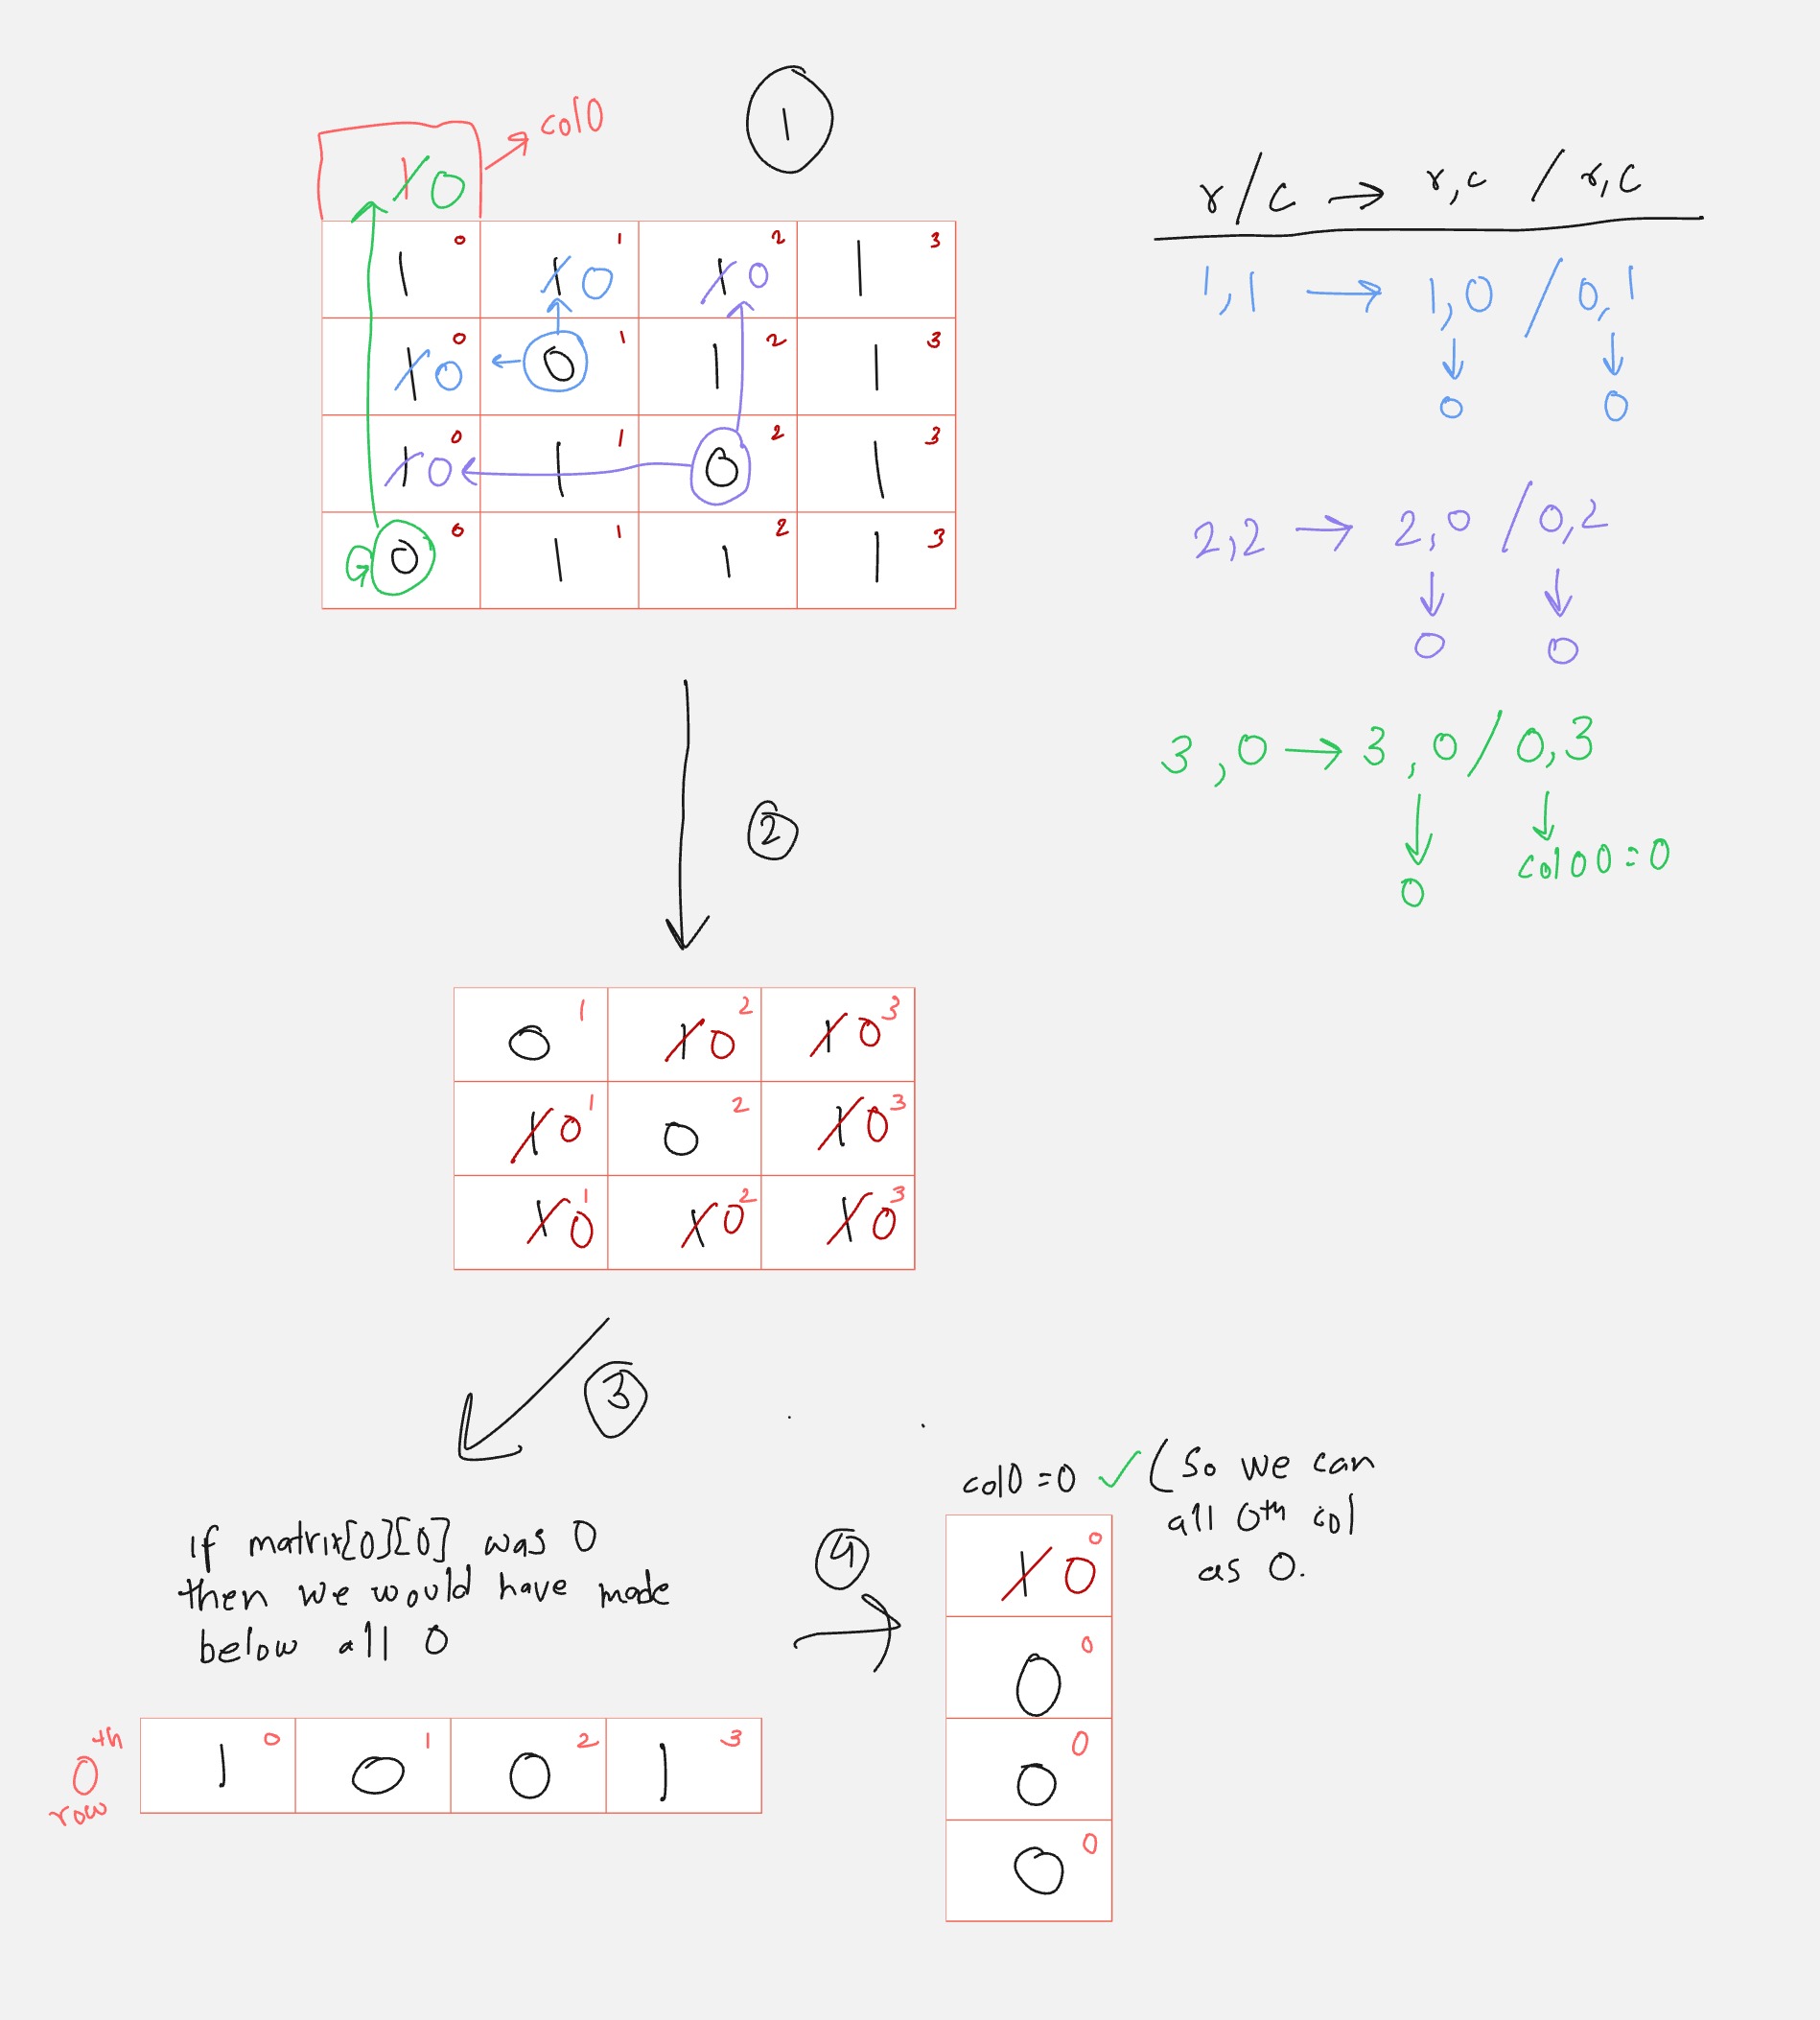 1
col0
1 0
r/c → r,c / r,c
1 0 1 0 1 1 0 2 1 3
1 0 0 0 1 1 2 1 3
1 0 0 1 1 0 2 1 3
0 0 1 1 1 2 1 3
1,1 → 1,0 / 0,1
0 0
2,2 → 2,0 / 0,2
0 0
3,0 → 3,0 / 0,3
0 col00=0
2
0 1 1 0 2 1 0 3
1 0 1 0 2 1 0 3
1 0 1 1 0 2 1 0 3
3
if matrix[0][0] was 0
then we would have made
below all 0
0th row
1 0 0 1 0 2 1 3
4
col0 = 0 ✓ (So we can
all 0th col
as 0.
1 0 0
0 0
0 0
0 0